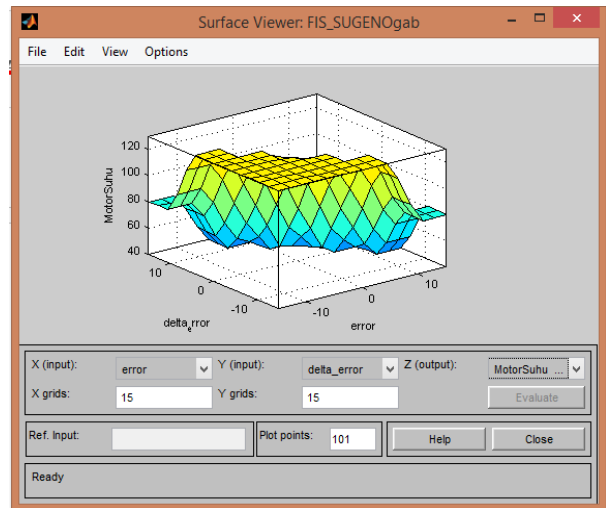 Surface Viewer: FIS_SUGENOgab
File Edit View Options
120
100
80
60
40
MotorSuhu
10
0
-10
delta_error
-10
0
10
error
X (input): error Y (input): delta_error Z (output): MotorSuhu ...
X grids: 15 Y grids: 15 Evaluate
Ref. Input: Plot points: 101 Help Close
Ready